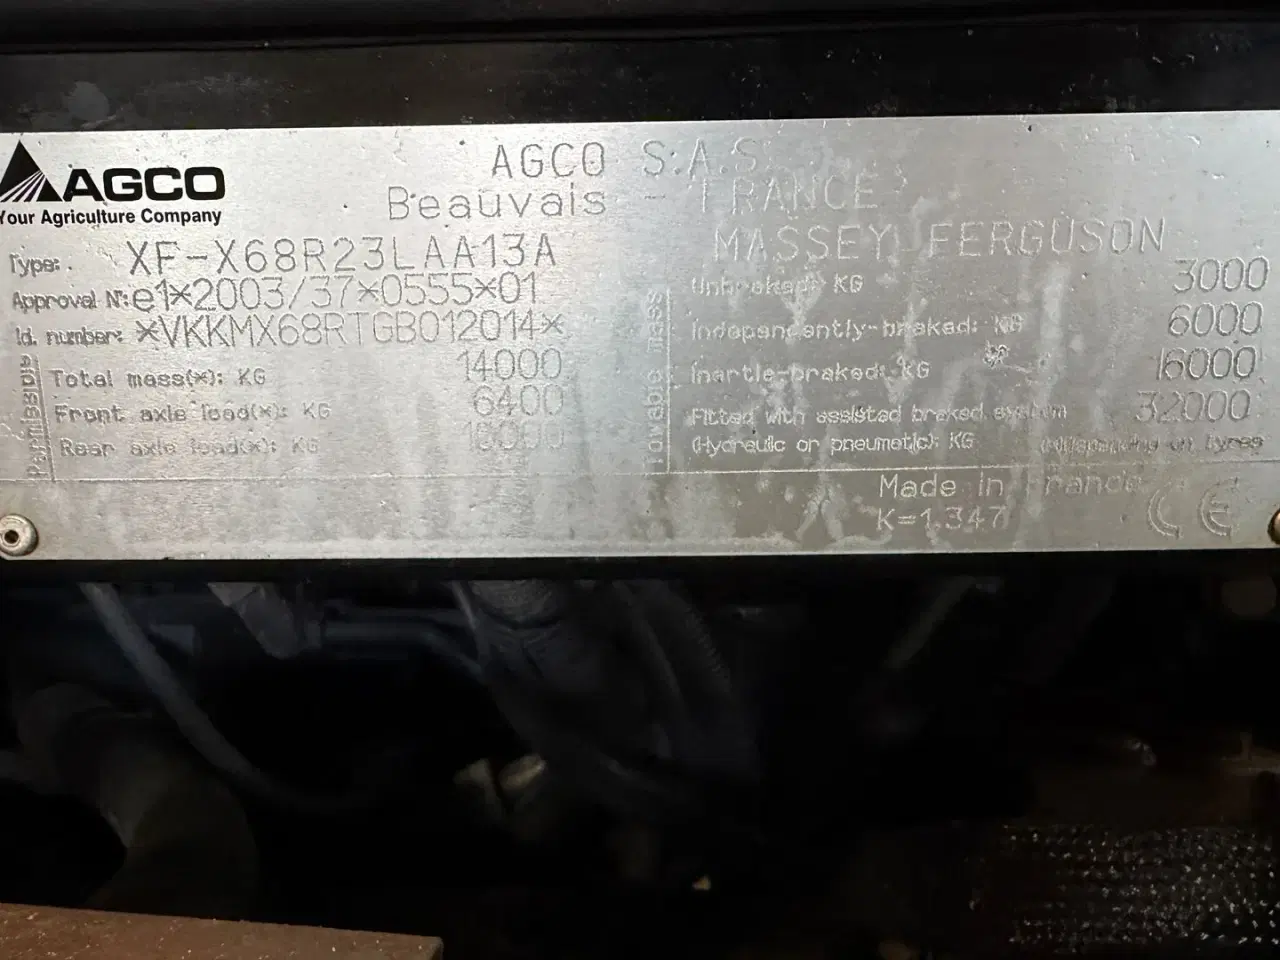 AGCO
Your Agriculture Company
AGCO S.A.S.
Beauvais - FRANCE
MASSEY FERGUSON
Type: XF-X68R23LAA13A
Approval N°: e1*2003/37*0555*01
Id. number: *VKKMX68RTGB012014*
Permissible
Total mass(*): KG 14000
Front axle load(*): KG 6400
Rear axle load(*): KG
Towable mass
Unbraked: KG 3000
Independently-braked: KG 6000
Inertie-braked: KG 16000
Fitted with assisted braked system 32000
(Hydraulic or pneumatic): KG
(*)depending on tyres
Made in France
K=1.347
CE